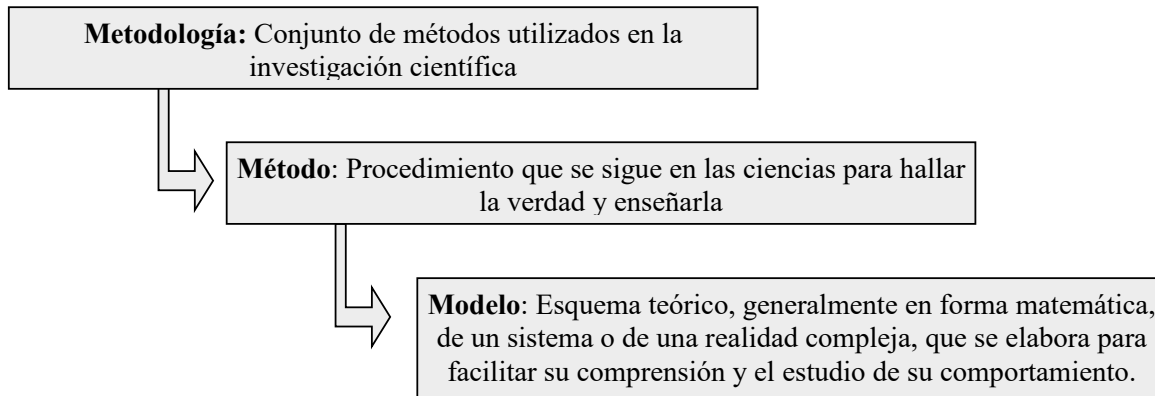 Metodología: Conjunto de métodos utilizados en la
investigación científica
Método: Procedimiento que se sigue en las ciencias para hallar
la verdad y enseñarla
Modelo: Esquema teórico, generalmente en forma matemática,
de un sistema o de una realidad compleja, que se elabora para
facilitar su comprensión y el estudio de su comportamiento.